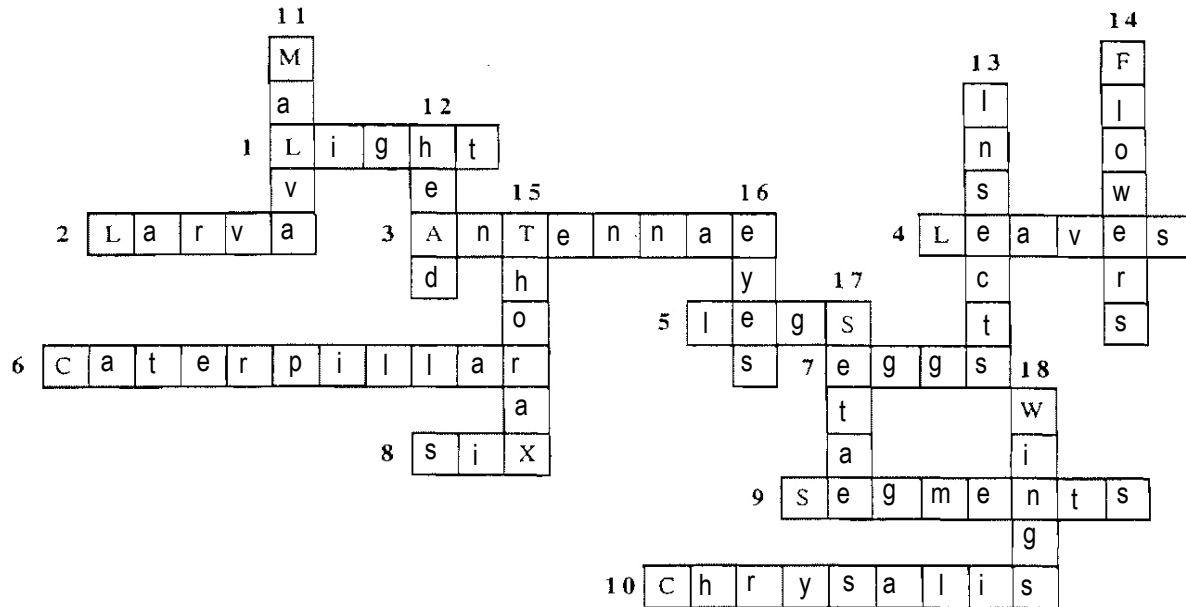 11 14
M F
13
a I l
12
1 L i g h t n o
v e 15 16 s w
2 L a r v a 3 A n T e n n a e 4 L e a v e s
d h y 17 c r
o 5 l e g S t s
6 C a t e r p i l l a r s 7 e g g s 18
a t W
8 s i X a i
9 S e g m e n t s
g
10 C h r y s a l i s